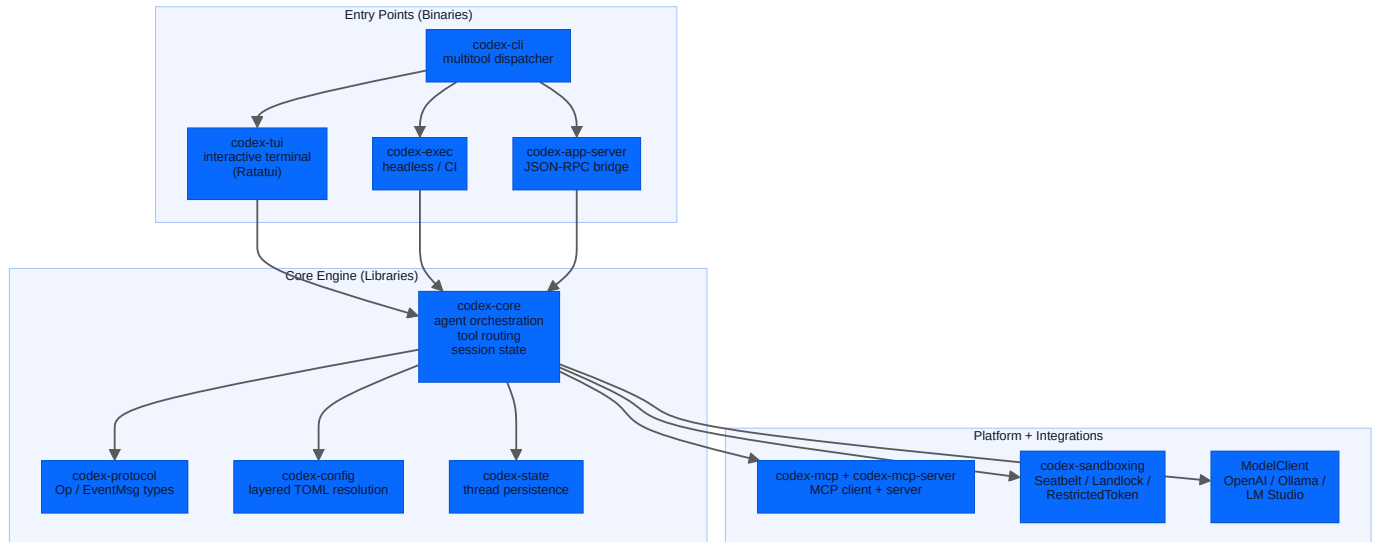 Entry Points (Binaries)
codex-cli
multitool dispatcher
codex-tui
interactive terminal
(Ratatui)
codex-exec
headless / CI
codex-app-server
JSON-RPC bridge
Core Engine (Libraries)
codex-core
agent orchestration
tool routing
session state
codex-protocol
Op / EventMsg types
codex-config
layered TOML resolution
codex-state
thread persistence
Platform + Integrations
codex-mcp + codex-mcp-server
MCP client + server
codex-sandboxing
Seatbelt / Landlock /
RestrictedToken
ModelClient
OpenAI / Ollama /
LM Studio